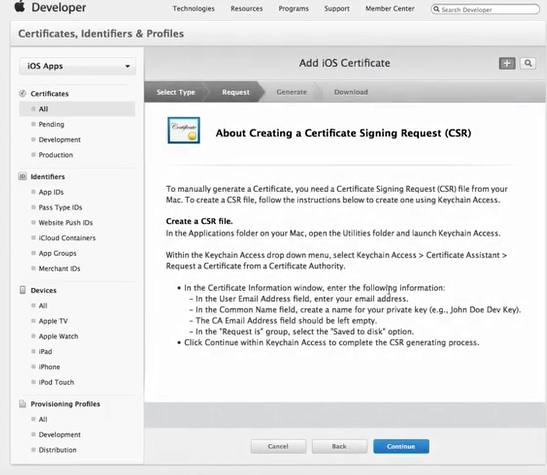 Developer
Technologies Resources Programs Support Member Center Search Developer
Certificates, Identifiers & Profiles
iOS Apps
Add iOS Certificate
Select Type Request Generate Download
Certificates
All
Pending
Development
Production
Identifiers
App IDs
Pass Type IDs
Website Push IDs
iCloud Containers
App Groups
Merchant IDs
Devices
All
Apple TV
Apple Watch
iPad
iPhone
iPod Touch
Provisioning Profiles
All
Development
Distribution
Certificate
About Creating a Certificate Signing Request (CSR)
To manually generate a Certificate, you need a Certificate Signing Request (CSR) file from your
Mac. To create a CSR file, follow the instructions below to create one using Keychain Access.
Create a CSR file.
In the Applications folder on your Mac, open the Utilities folder and launch Keychain Access.
Within the Keychain Access drop down menu, select Keychain Access > Certificate Assistant >
Request a Certificate from a Certificate Authority.
• In the Certificate Information window, enter the following information:
– In the User Email Address field, enter your email address.
– In the Common Name field, create a name for your private key (e.g., John Doe Dev Key).
– The CA Email Address field should be left empty.
– In the "Request is" group, select the "Saved to disk" option.
• Click Continue within Keychain Access to complete the CSR generating process.
Cancel Back Continue